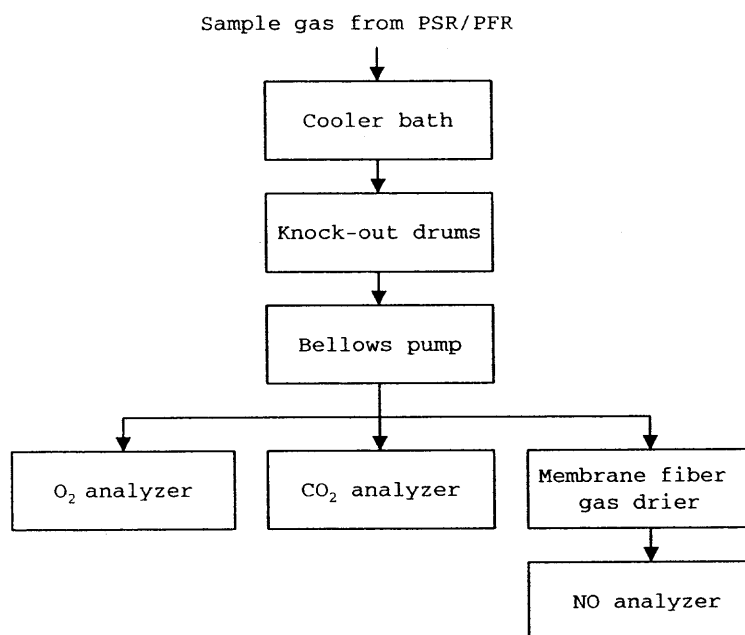 Sample gas from PSR/PFR
Cooler bath
Knock-out drums
Bellows pump
O₂ analyzer
CO₂ analyzer
Membrane fiber
gas drier
NO analyzer